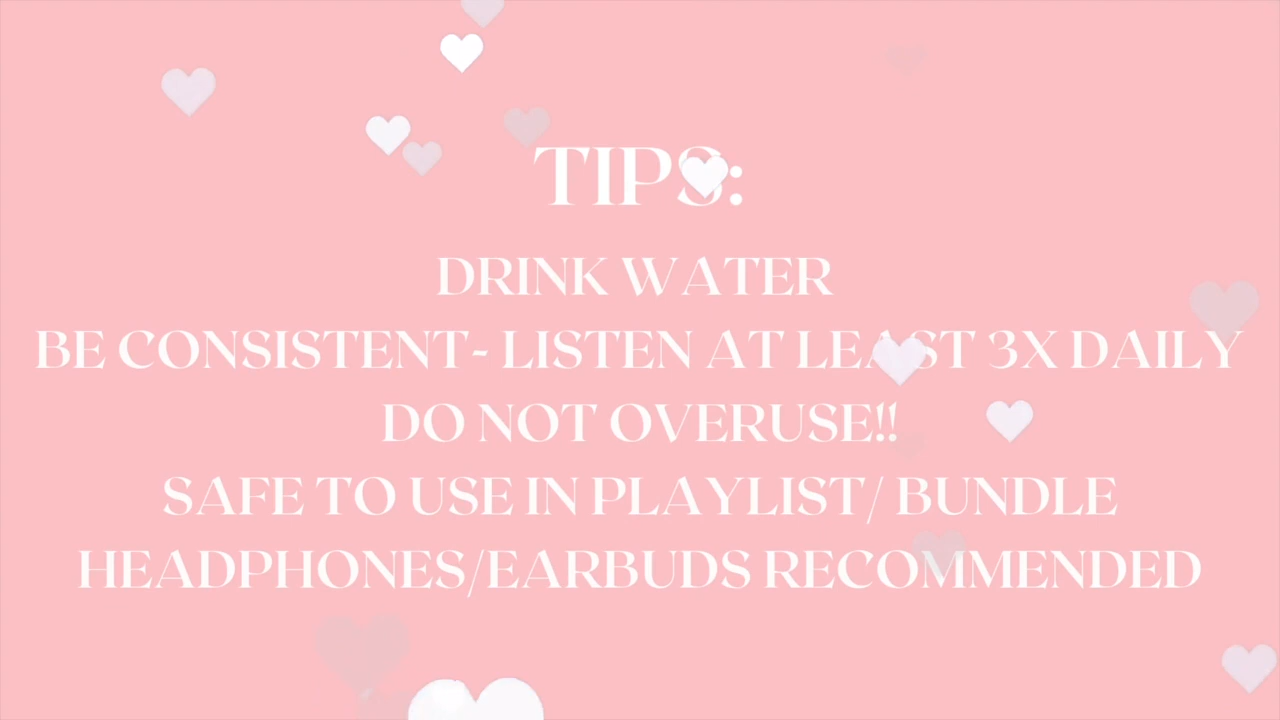 TIPS:
DRINK WATER
BE CONSISTENT- LISTEN AT LEAST 3X DAILY
DO NOT OVERUSE!!
SAFE TO USE IN PLAYLIST/ BUNDLE
HEADPHONES/EARBUDS RECOMMENDED